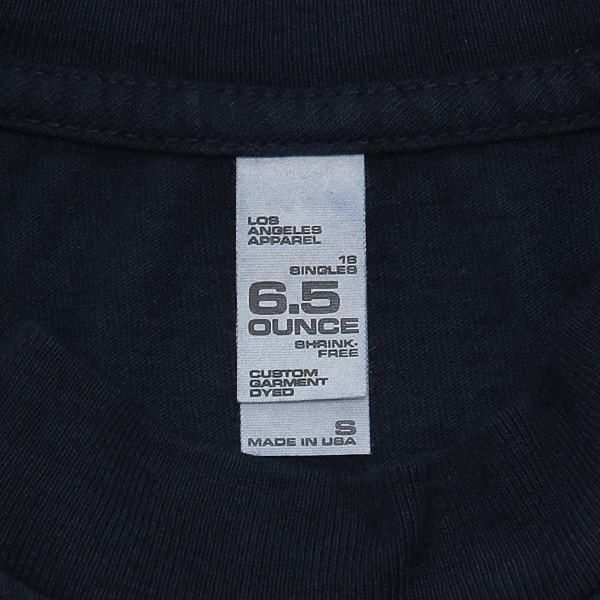 LOS
ANGELES
APPAREL
18
SINGLES
6.5
OUNCE
SHRINK-
FREE
CUSTOM
GARMENT
DYED
S
MADE IN USA